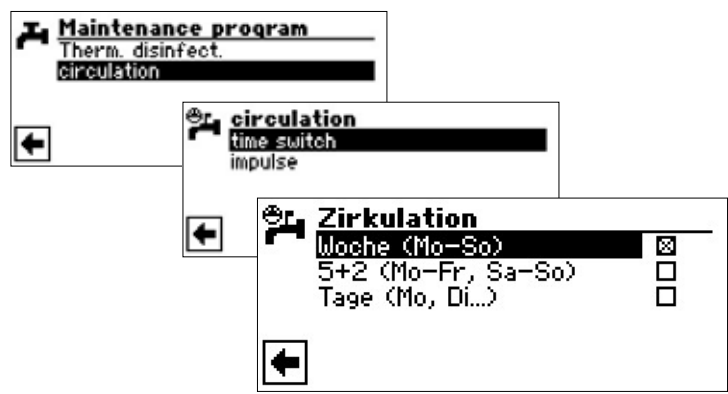 Maintenance program
Therm. disinfect.
circulation
circulation
time switch
impulse
Zirkulation
Woche (Mo-So)
5+2 (Mo-Fr, Sa-So)
Tage (Mo, Di...)